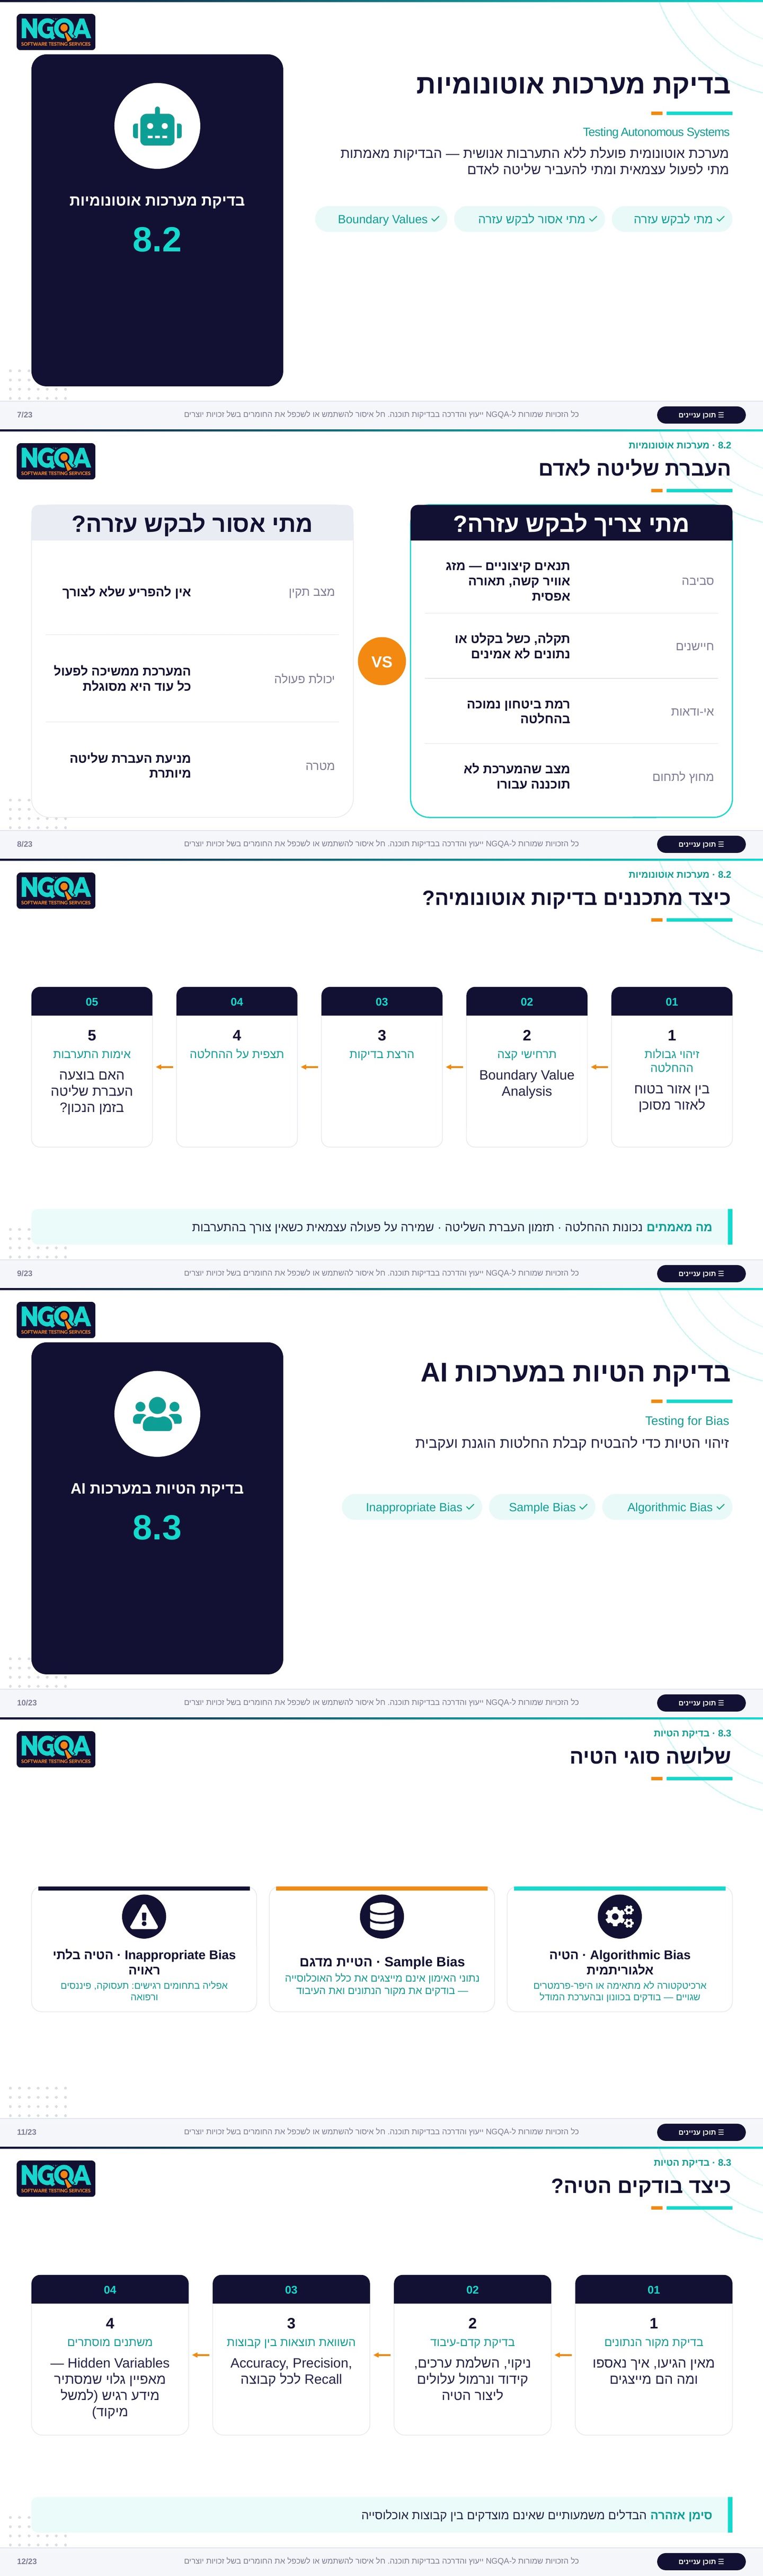 NGQA
SOFTWARE TESTING SERVICES
בדיקת מערכות אוטונומיות
Testing Autonomous Systems
מערכת אוטונומית פועלת ללא התערבות אנושית — הבדיקות מאמתות
מתי לפעול עצמאית ומתי להעביר שליטה לאדם
✓ מתי לבקש עזרה
✓ מתי אסור לבקש עזרה
✓ Boundary Values
בדיקת מערכות אוטונומיות
8.2
☰ תוכן עניינים
כל הזכויות שמורות ל-NGQA ייעוץ והדרכה בבדיקות תוכנה. חל איסור להשתמש או לשכפל את החומרים בשל זכויות יוצרים
7/23
8.2 · מערכות אוטונומיות
NGQA
SOFTWARE TESTING SERVICES
העברת שליטה לאדם
מתי צריך לבקש עזרה?
סביבה
תנאים קיצוניים — מזג
אוויר קשה, תאורה
אפסית
חיישנים
תקלה, כשל בקלט או
נתונים לא אמינים
אי-ודאות
רמת ביטחון נמוכה
בהחלטה
מחוץ לתחום
מצב שהמערכת לא
תוכננה עבורו
VS
מתי אסור לבקש עזרה?
מצב תקין
אין להפריע שלא לצורך
יכולת פעולה
המערכת ממשיכה לפעול
כל עוד היא מסוגלת
מטרה
מניעת העברת שליטה
מיותרת
☰ תוכן עניינים
כל הזכויות שמורות ל-NGQA ייעוץ והדרכה בבדיקות תוכנה. חל איסור להשתמש או לשכפל את החומרים בשל זכויות יוצרים
8/23
8.2 · מערכות אוטונומיות
NGQA
SOFTWARE TESTING SERVICES
כיצד מתכננים בדיקות אוטונומיה?
01
1
זיהוי גבולות
ההחלטה
בין אזור בטוח
לאזור מסוכן
02
2
תרחישי קצה
Boundary Value
Analysis
03
3
הרצת בדיקות
04
4
תצפית על ההחלטה
05
5
אימות התערבות
האם בוצעה
העברת שליטה
בזמן הנכון?
מה מאמתים נכונות ההחלטה · תזמון העברת השליטה · שמירה על פעולה עצמאית כשאין צורך בהתערבות
☰ תוכן עניינים
כל הזכויות שמורות ל-NGQA ייעוץ והדרכה בבדיקות תוכנה. חל איסור להשתמש או לשכפל את החומרים בשל זכויות יוצרים
9/23
NGQA
SOFTWARE TESTING SERVICES
בדיקת הטיות במערכות AI
Testing for Bias
זיהוי הטיות כדי להבטיח קבלת החלטות הוגנת ועקבית
✓ Algorithmic Bias
✓ Sample Bias
✓ Inappropriate Bias
בדיקת הטיות במערכות AI
8.3
☰ תוכן עניינים
כל הזכויות שמורות ל-NGQA ייעוץ והדרכה בבדיקות תוכנה. חל איסור להשתמש או לשכפל את החומרים בשל זכויות יוצרים
10/23
8.3 · בדיקת הטיות
NGQA
SOFTWARE TESTING SERVICES
שלושה סוגי הטיה
Algorithmic Bias · הטיה
אלגוריתמית
ארכיטקטורה לא מתאימה או היפר-פרמטרים
שגויים — בודקים בכוונון ובהערכת המודל
Sample Bias · הטיית מדגם
נתוני האימון אינם מייצגים את כלל האוכלוסייה
— בודקים את מקור הנתונים ואת העיבוד
Inappropriate Bias · הטיה בלתי
ראויה
אפליה בתחומים רגישים: תעסוקה, פיננסים
ורפואה
☰ תוכן עניינים
כל הזכויות שמורות ל-NGQA ייעוץ והדרכה בבדיקות תוכנה. חל איסור להשתמש או לשכפל את החומרים בשל זכויות יוצרים
11/23
8.3 · בדיקת הטיות
NGQA
SOFTWARE TESTING SERVICES
כיצד בודקים הטיה?
01
1
בדיקת מקור הנתונים
מאין הגיעו, איך נאספו
ומה הם מייצגים
02
2
בדיקת קדם-עיבוד
ניקוי, השלמת ערכים,
קידוד ונרמול עלולים
ליצור הטיה
03
3
השוואת תוצאות בין קבוצות
Accuracy, Precision,
Recall לכל קבוצה
04
4
משתנים מוסתרים
Hidden Variables —
מאפיין גלוי שמסתיר
מידע רגיש (למשל
מיקוד)
סימן אזהרה הבדלים משמעותיים שאינם מוצדקים בין קבוצות אוכלוסייה
☰ תוכן עניינים
כל הזכויות שמורות ל-NGQA ייעוץ והדרכה בבדיקות תוכנה. חל איסור להשתמש או לשכפל את החומרים בשל זכויות יוצרים
12/23